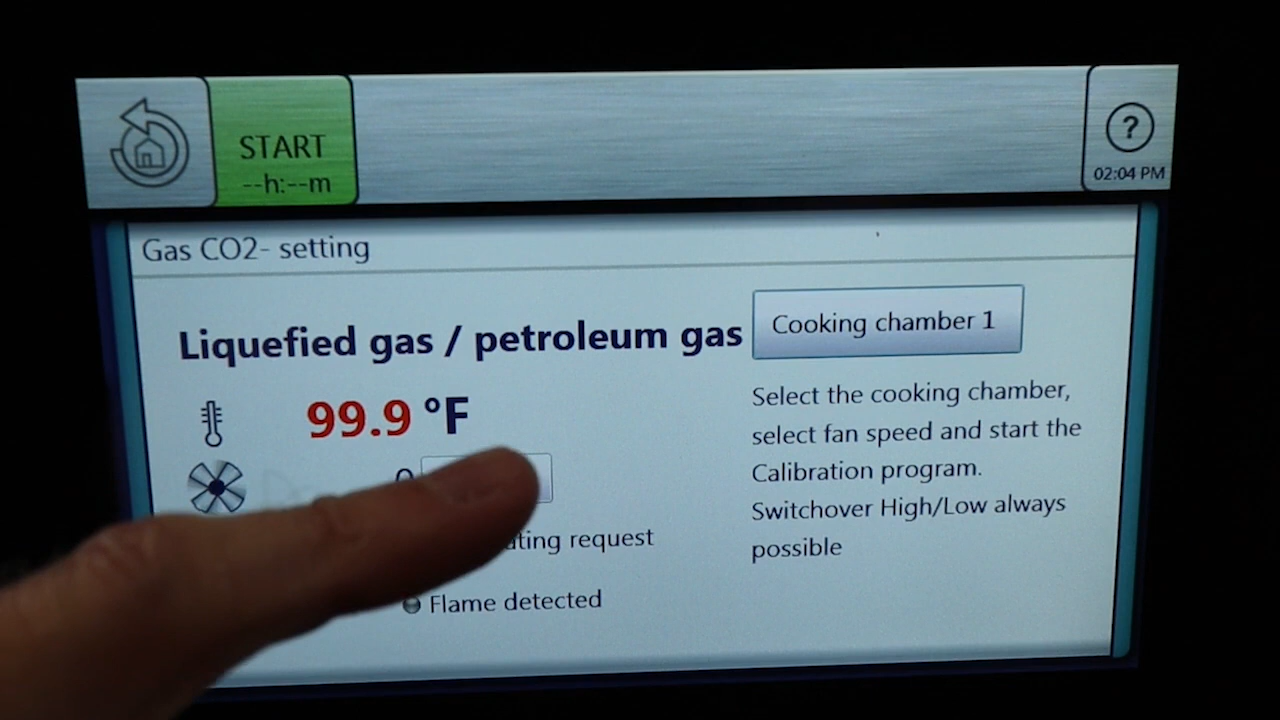 START
--h:--m
?
02:04 PM
Gas CO2- setting
Liquefied gas / petroleum gas
Cooking chamber 1
99.9 °F
Select the cooking chamber,
select fan speed and start the
Calibration program.
Switchover High/Low always
possible
request
Flame detected